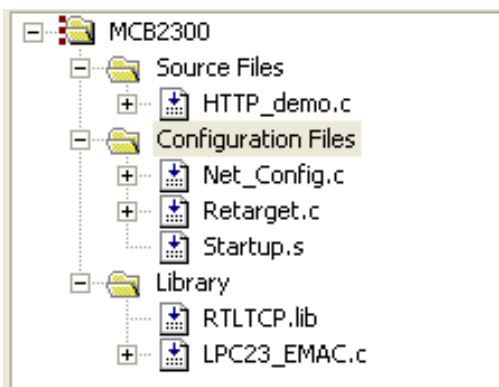 MCB2300
Source Files
HTTP_demo.c
Configuration Files
Net_Config.c
Retarget.c
Startup.s
Library
RTLTCP.lib
LPC23_EMAC.c